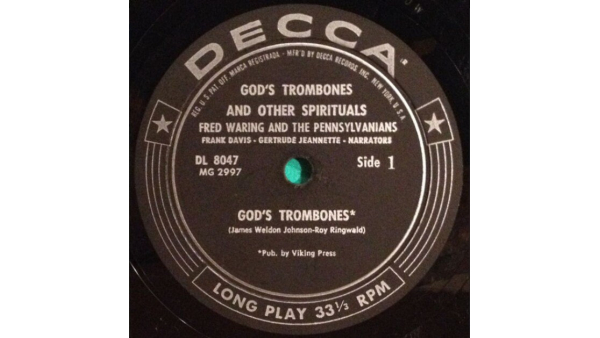 DECCA
REG. U.S. PAT. OFF. MARCA REGISTRADA - MF'D BY DECCA RECORDS, INC., NEW YORK, U.S.A.
GOD'S TROMBONES
AND OTHER SPIRITUALS
FRED WARING AND THE PENNSYLVANIANS
FRANK DAVIS - GERTRUDE JEANNETTE - NARRATORS
DL 8047
MG 2997
Side 1
GOD'S TROMBONES*
(James Weldon Johnson-Roy Ringwald)
*Pub. by Viking Press
LONG PLAY 33⅓ RPM